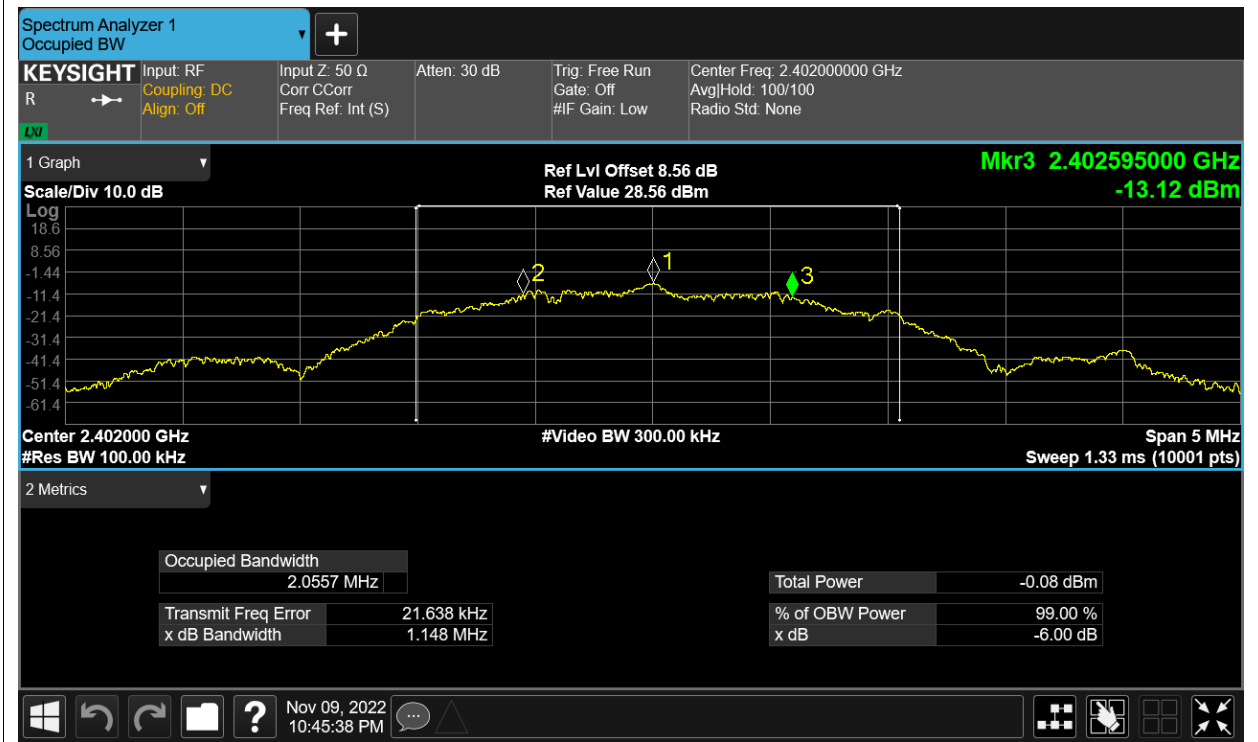 Spectrum Analyzer 1
Occupied BW
KEYSIGHT
R
LXI
Input: RF
Coupling: DC
Align: Off
Input Z: 50 Ω
Corr CCorr
Freq Ref: Int (S)
Atten: 30 dB
Trig: Free Run
Gate: Off
#IF Gain: Low
Center Freq: 2.402000000 GHz
Avg|Hold: 100/100
Radio Std: None
1 Graph
Scale/Div 10.0 dB
Ref Lvl Offset 8.56 dB
Ref Value 28.56 dBm
Mkr3 2.402595000 GHz
-13.12 dBm
Log
18.6
8.56
-1.44
-11.4
-21.4
-31.4
-41.4
-51.4
-61.4
2
1
3
Center 2.402000 GHz
#Res BW 100.00 kHz
#Video BW 300.00 kHz
Span 5 MHz
Sweep 1.33 ms (10001 pts)
2 Metrics
Occupied Bandwidth
2.0557 MHz
Transmit Freq Error 21.638 kHz
x dB Bandwidth 1.148 MHz
Total Power -0.08 dBm
% of OBW Power 99.00 %
x dB -6.00 dB
?
Nov 09, 2022
10:45:38 PM